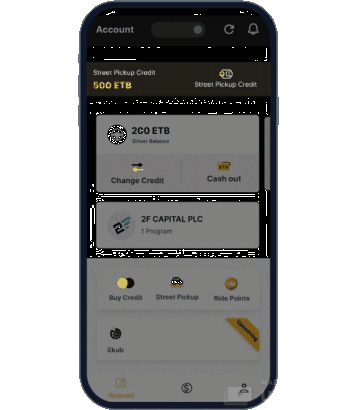 Account
Street Pickup Credit
500 ETB
Street Pickup Credit
200 ETB
Driver Balance
Change Credit
Cash out
2F CAPITAL PLC
1 Program
Buy Credit
Street Pickup
Ride Points
Ekub